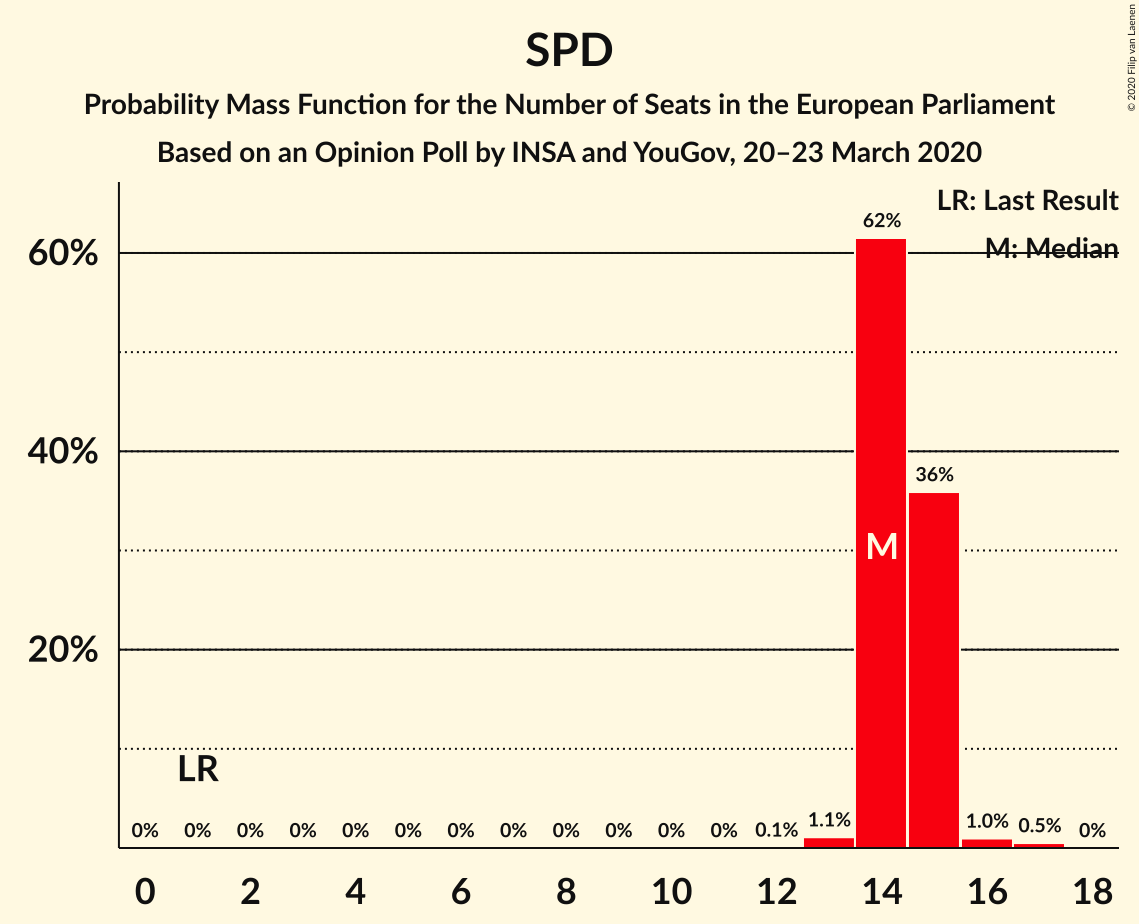 SPD
Probability Mass Function for the Number of Seats in the European Parliament
Based on an Opinion Poll by INSA and YouGov, 20–23 March 2020
© 2020 Filip van Laenen
LR: Last Result
M: Median
60%
40%
20%
62%
36%
M
LR
0% 0% 0% 0% 0% 0% 0% 0% 0% 0% 0% 0% 0.1% 1.1% 1.0% 0.5% 0%
0 2 4 6 8 10 12 14 16 18